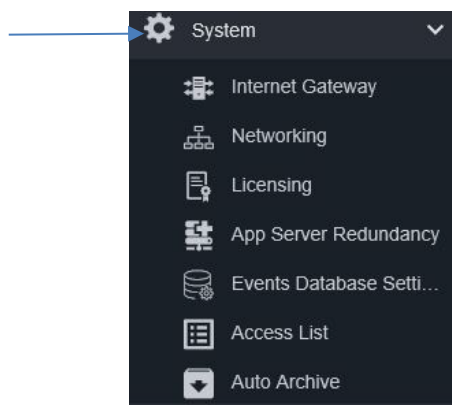 System
Internet Gateway
Networking
Licensing
App Server Redundancy
Events Database Setti...
Access List
Auto Archive